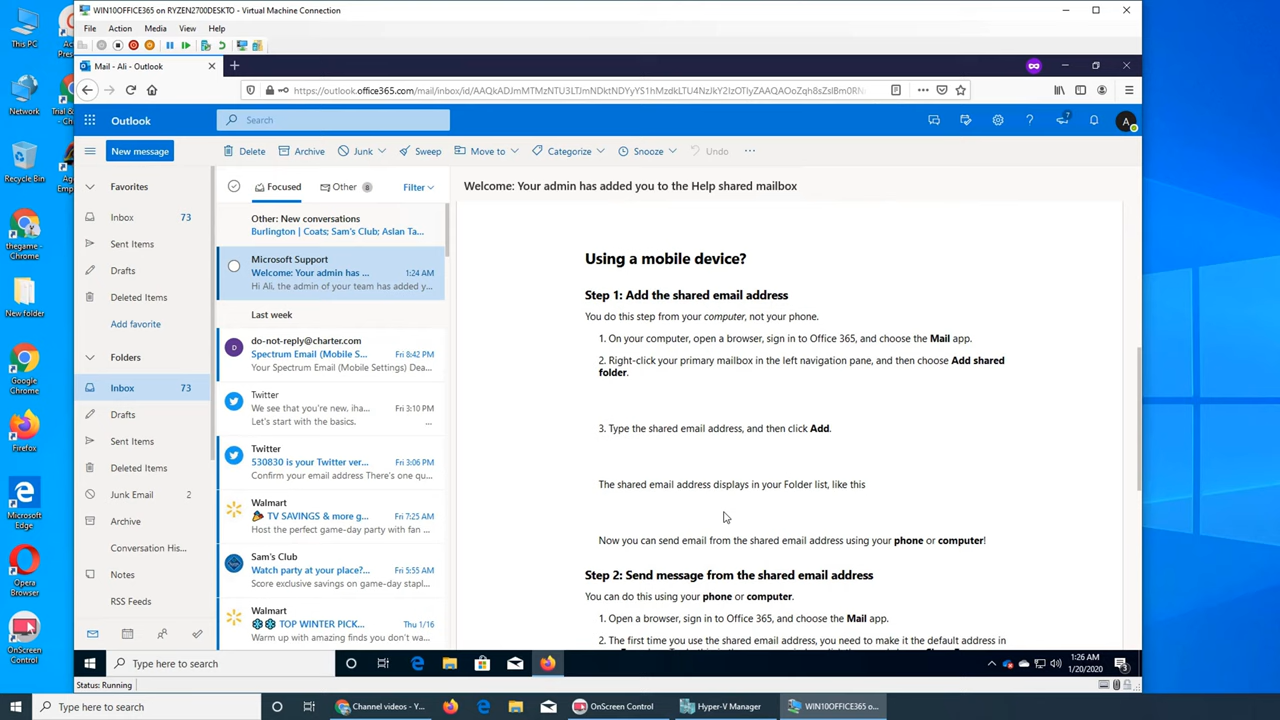 This PC
Network
Recycle Bin
thegame - Chrome
New folder
Google Chrome
Firefox
Microsoft Edge
Opera Browser
OnScreen Control
WIN10OFFICE365 on RYZEN2700DESKTO - Virtual Machine Connection
File Action Media View Help
Mail - Ali - Outlook
Outlook
Search
New message
Delete Archive Junk Sweep Move to Categorize Snooze Undo
Favorites
Inbox 73
Sent Items
Drafts
Deleted Items
Add favorite
Folders
Inbox 73
Drafts
Sent Items
Deleted Items
Junk Email 2
Archive
Conversation His...
Notes
RSS Feeds
Focused Other 8 Filter
Other: New conversations
Burlington | Coats; Sam's Club; Aslan Ta...
Microsoft Support
Welcome: Your admin has ... 1:24 AM
Hi Ali, the admin of your team has added y...
Last week
D do-not-reply@charter.com
Spectrum Email (Mobile S... Fri 8:42 PM
Your Spectrum Email (Mobile Settings) Dea...
Twitter
We see that you're new. iha... Fri 3:10 PM
Let's start with the basics. ...
Twitter
530830 is your Twitter ver... Fri 3:06 PM
Confirm your email address There's one qu...
Walmart
TV SAVINGS & more g... Fri 7:25 AM
Host the perfect game-day party with fan ...
Sam's Club
Watch party at your place?... Fri 5:55 AM
Score exclusive savings on game-day stapl...
Walmart
TOP WINTER PICK... Thu 1/16
Warm up with amazing finds you don't wa...
Welcome: Your admin has added you to the Help shared mailbox
Using a mobile device?
Step 1: Add the shared email address
You do this step from your computer, not your phone.
1. On your computer, open a browser, sign in to Office 365, and choose the Mail app.
2. Right-click your primary mailbox in the left navigation pane, and then choose Add shared
folder.
3. Type the shared email address, and then click Add.
The shared email address displays in your Folder list, like this
Now you can send email from the shared email address using your phone or computer!
Step 2: Send message from the shared email address
You can do this using your phone or computer.
1. Open a browser, sign in to Office 365, and choose the Mail app.
2. The first time you use the shared email address, you need to make it the default address in
Type here to search
1:26 AM
1/20/2020
3
Status: Running
Type here to search
Channel videos - Y...
OnScreen Control
Hyper-V Manager
WIN10OFFICE365 o...